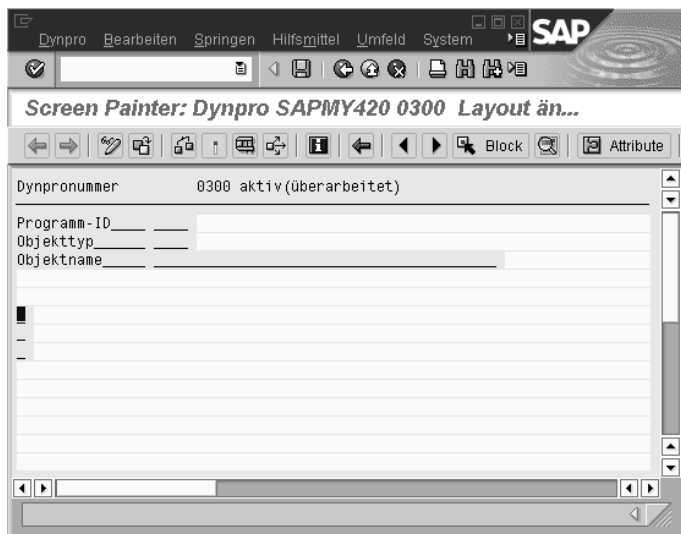 Dynpro Bearbeiten Springen Hilfsmittel Umfeld System SAP
Screen Painter: Dynpro SAPMY420 0300 Layout än...
Block Attribute
Dynpronummer 0300 aktiv(überarbeitet)
Programm-ID____ ____
Objekttyp______ ____
Objektname_____ ________________________________________
_
_
_